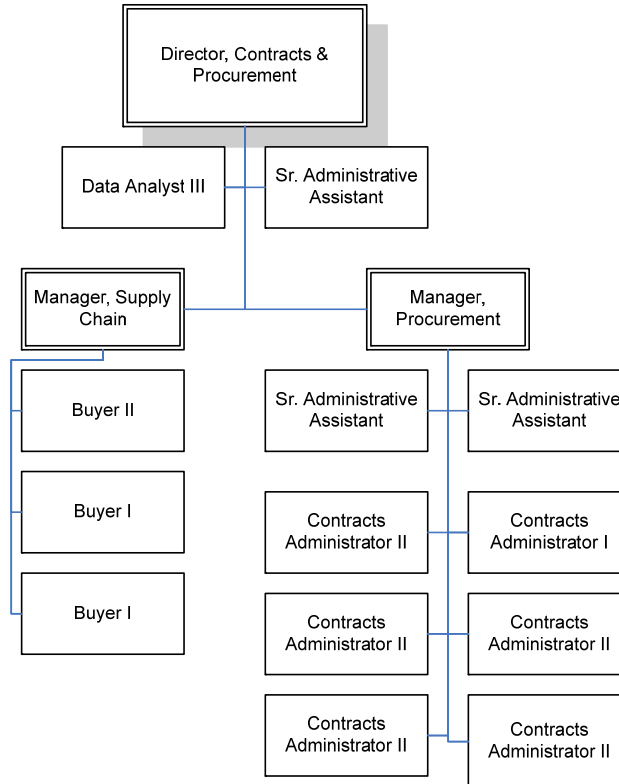 Director, Contracts &
Procurement
Data Analyst III
Sr. Administrative
Assistant
Manager, Supply
Chain
Manager,
Procurement
Buyer II
Buyer I
Buyer I
Sr. Administrative
Assistant
Sr. Administrative
Assistant
Contracts
Administrator II
Contracts
Administrator I
Contracts
Administrator II
Contracts
Administrator II
Contracts
Administrator II
Contracts
Administrator II